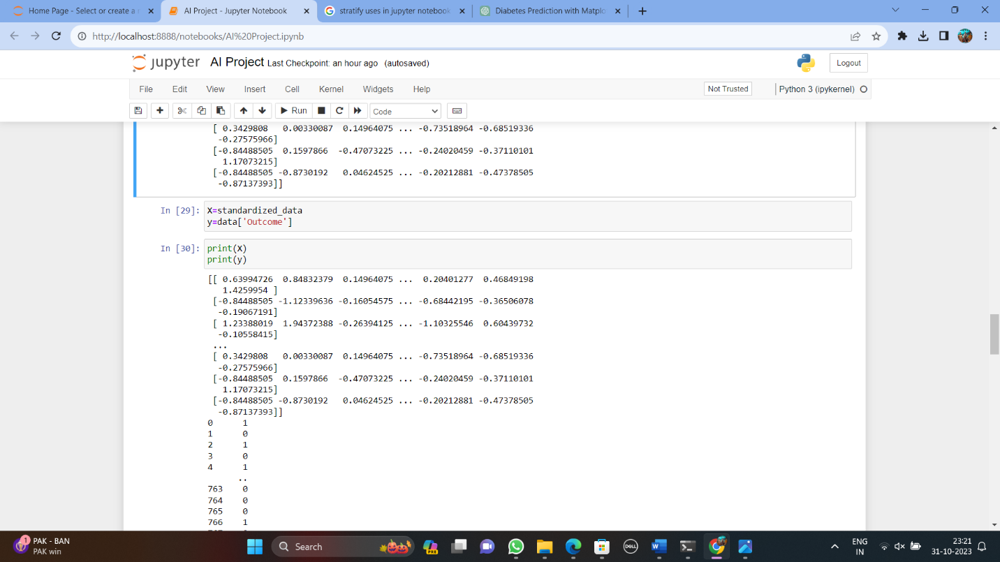 Home Page - Select or create a n
AI Project - Jupyter Notebook
stratify uses in jupyter notebook
Diabetes Prediction with Matplo
http://localhost:8888/notebooks/AI%20Project.ipynb
jupyter AI Project Last Checkpoint: an hour ago (autosaved)
Logout
File Edit View Insert Cell Kernel Widgets Help
Not Trusted Python 3 (ipykernel)
Run Code
[ 0.3429808 0.00330087 0.14964075 ... -0.73518964 -0.68519336
-0.27575966]
[-0.84488505 0.1597866 -0.47073225 ... -0.24020459 -0.37110101
1.17073215]
[-0.84488505 -0.8730192 0.04624525 ... -0.20212881 -0.47378505
-0.87137393]]
In [29]: X=standardized_data
y=data['Outcome']
In [30]: print(X)
print(y)
[[ 0.63994726 0.84832379 0.14964075 ... 0.20401277 0.46849198
1.4259954 ]
[-0.84488505 -1.12339636 -0.16054575 ... -0.68442195 -0.36506078
-0.19067191]
[ 1.23388019 1.94372388 -0.26394125 ... -1.10325546 0.60439732
-0.10558415]
...
[ 0.3429808 0.00330087 0.14964075 ... -0.73518964 -0.68519336
-0.27575966]
[-0.84488505 0.1597866 -0.47073225 ... -0.24020459 -0.37110101
1.17073215]
[-0.84488505 -0.8730192 0.04624525 ... -0.20212881 -0.47378505
-0.87137393]]
0 1
1 0
2 1
3 0
4 1
..
763 0
764 0
765 0
766 1
1
PAK - BAN
PAK win
Search
PRE
DELL
ENG
IN
23:21
31-10-2023